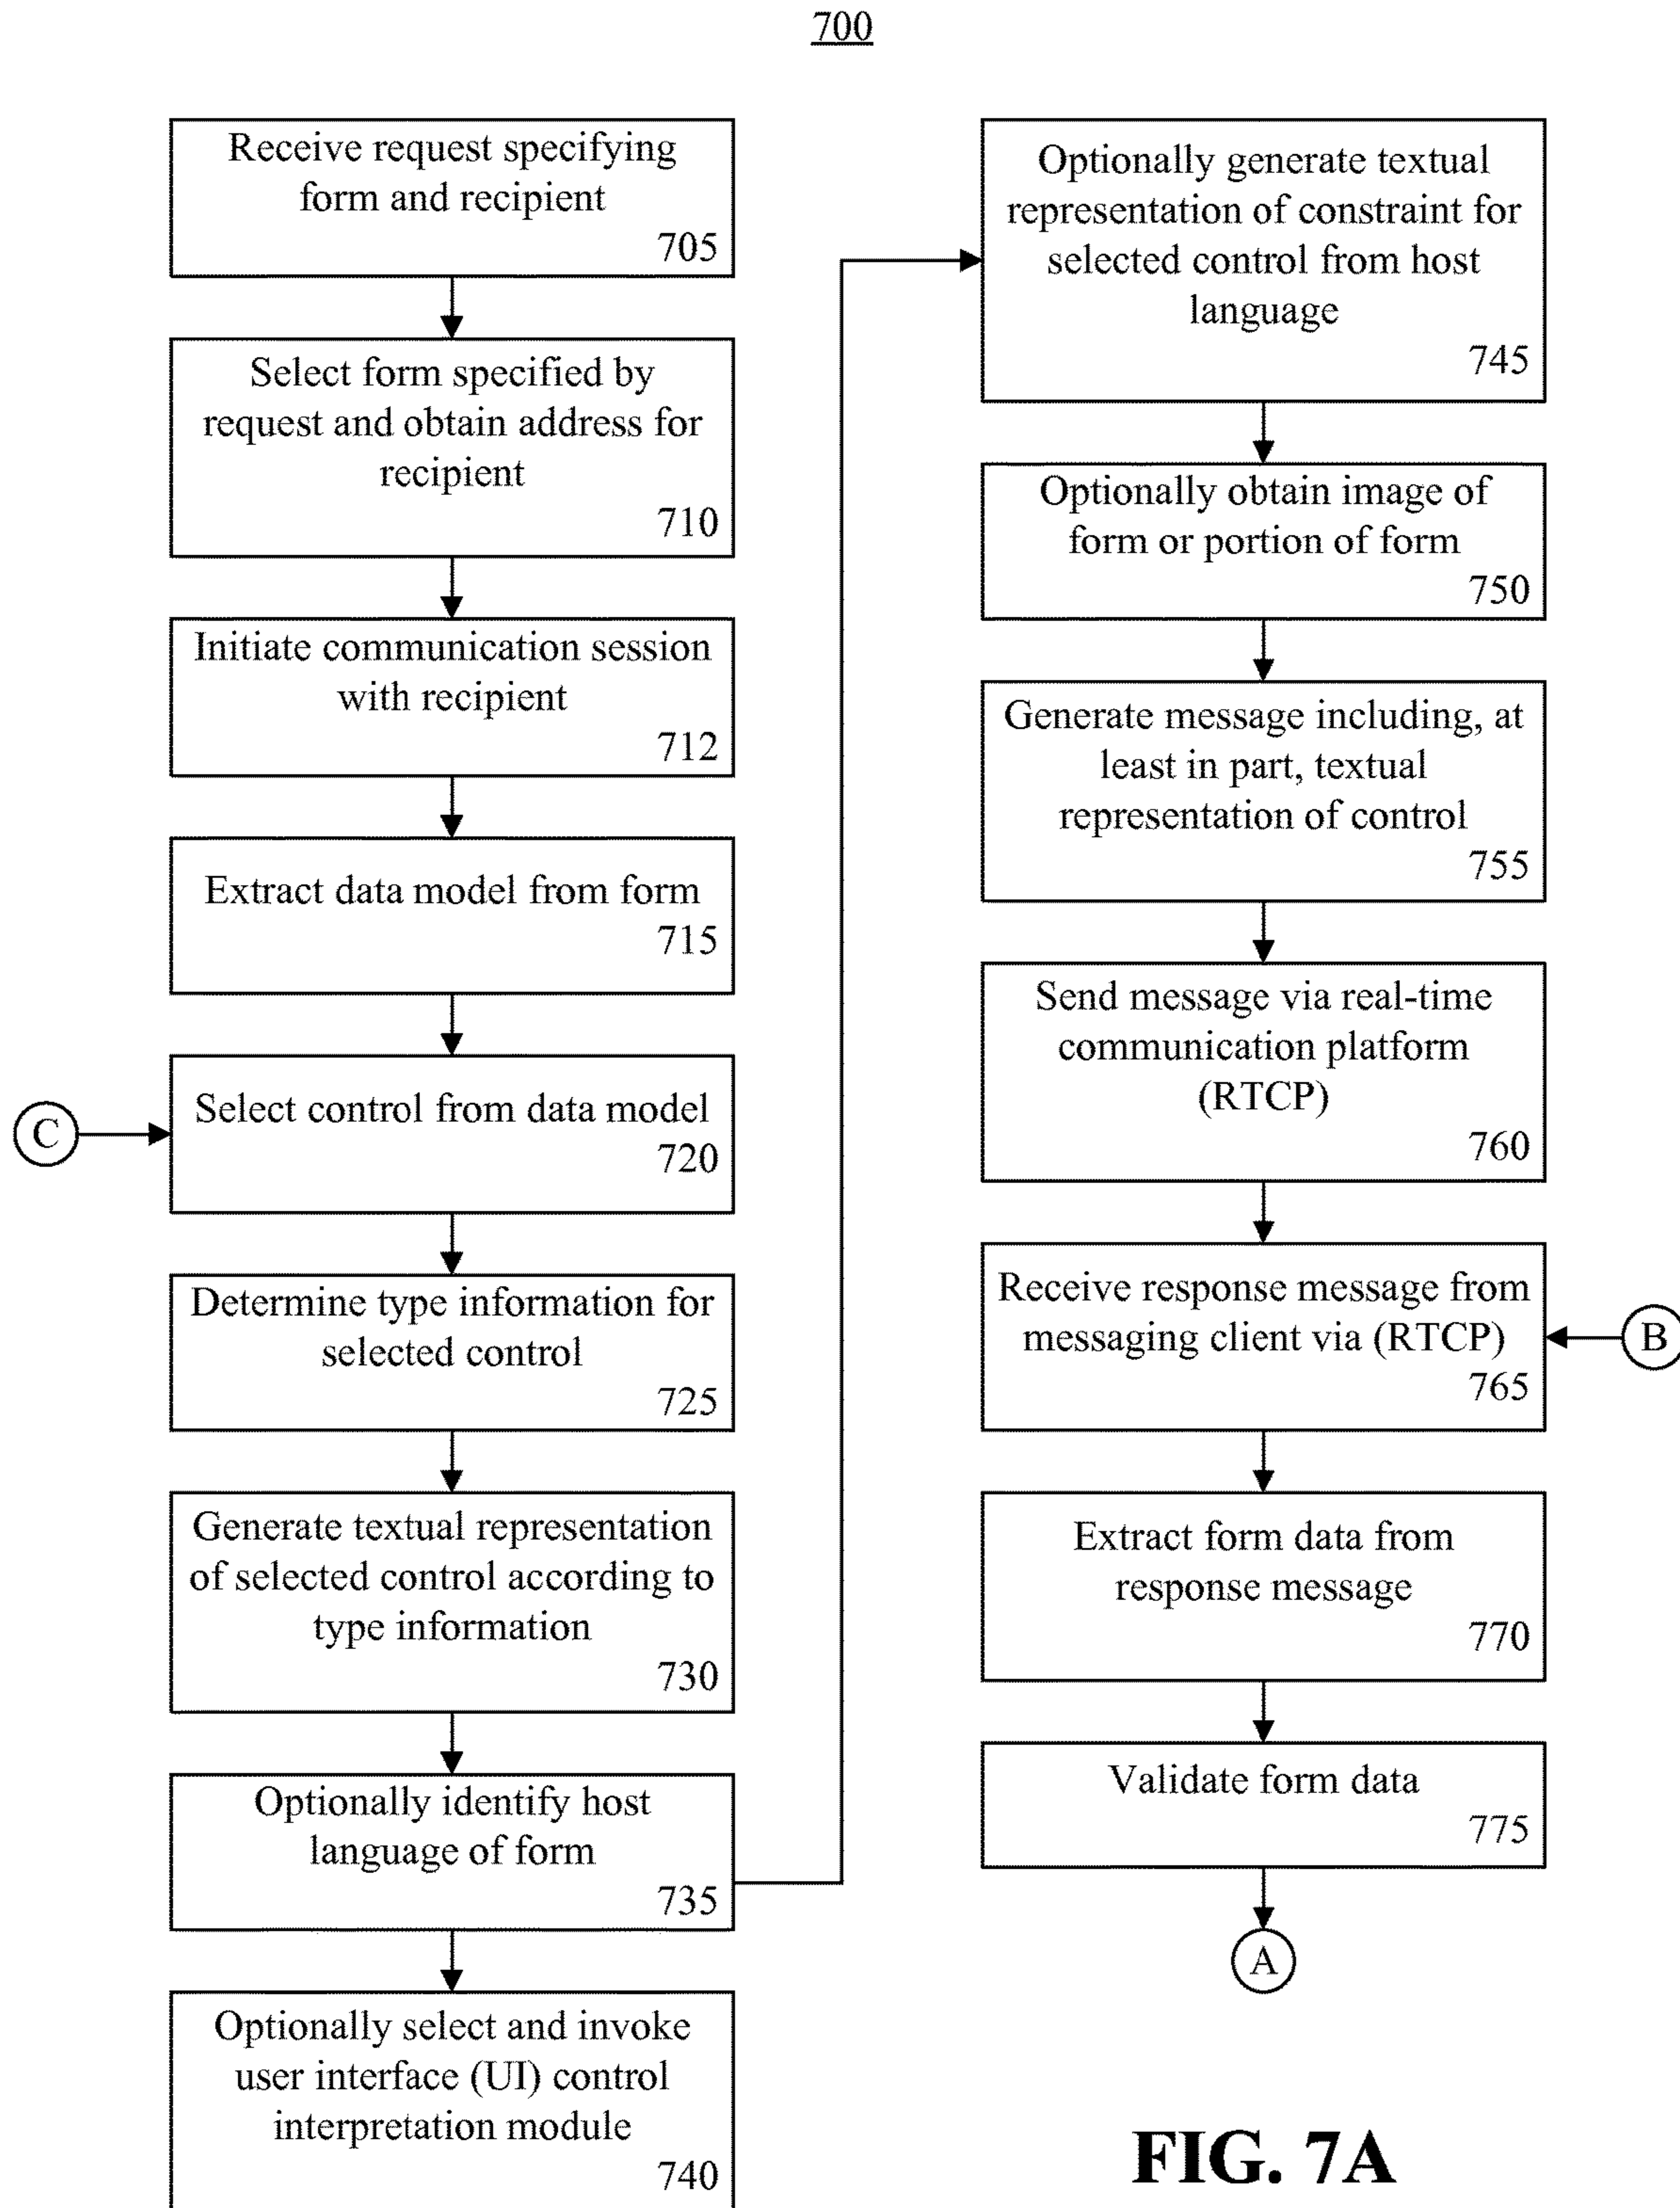 700
Receive request specifying
form and recipient
705
Select form specified by
request and obtain address for
recipient
710
Initiate communication session
with recipient
712
Extract data model from form
715
C
Select control from data model
720
Determine type information for
selected control
725
Generate textual representation
of selected control according to
type information
730
Optionally identify host
language of form
735
Optionally select and invoke
user interface (UI) control
interpretation module
740
Optionally generate textual
representation of constraint for
selected control from host
language
745
Optionally obtain image of
form or portion of form
750
Generate message including, at
least in part, textual
representation of control
755
Send message via real-time
communication platform
(RTCP)
760
Receive response message from
messaging client via (RTCP)
765
B
Extract form data from
response message
770
Validate form data
775
A
FIG. 7A